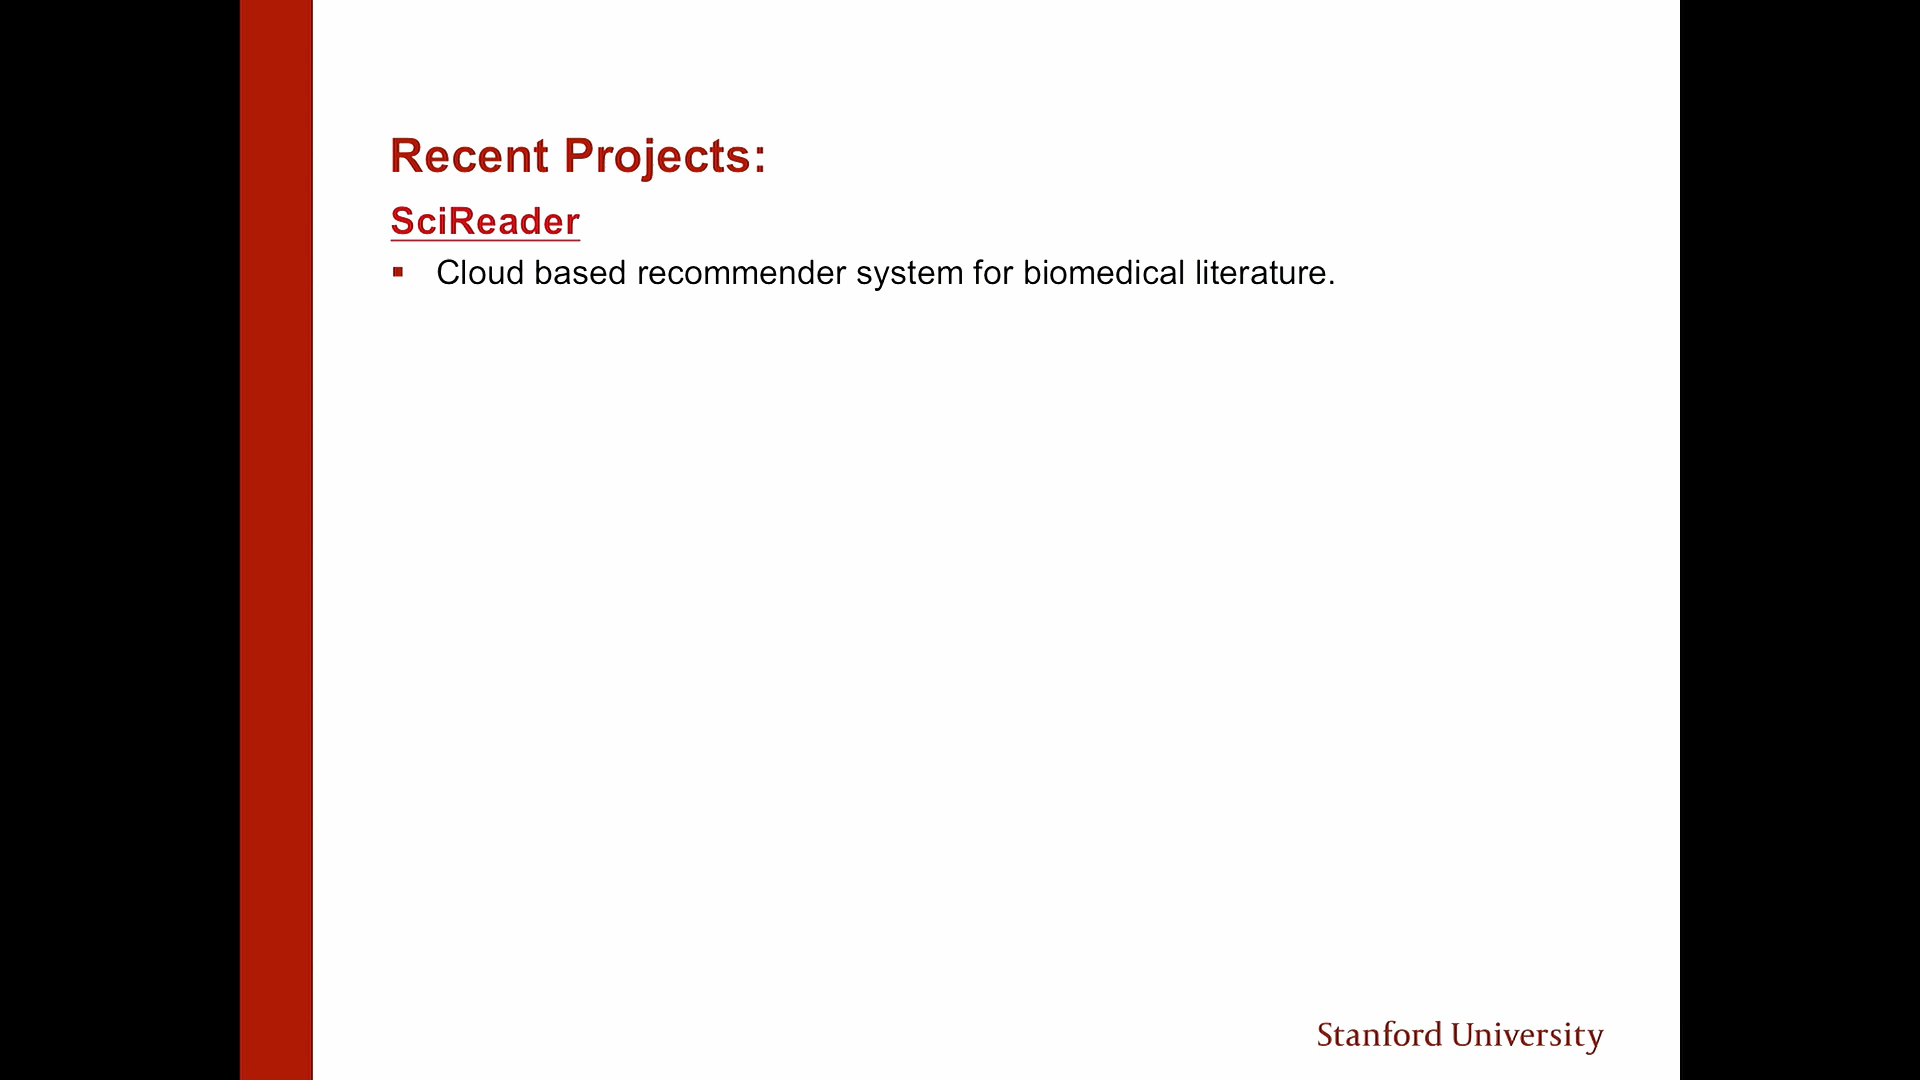 Recent Projects:
SciReader
▪ Cloud based recommender system for biomedical literature.
Stanford University